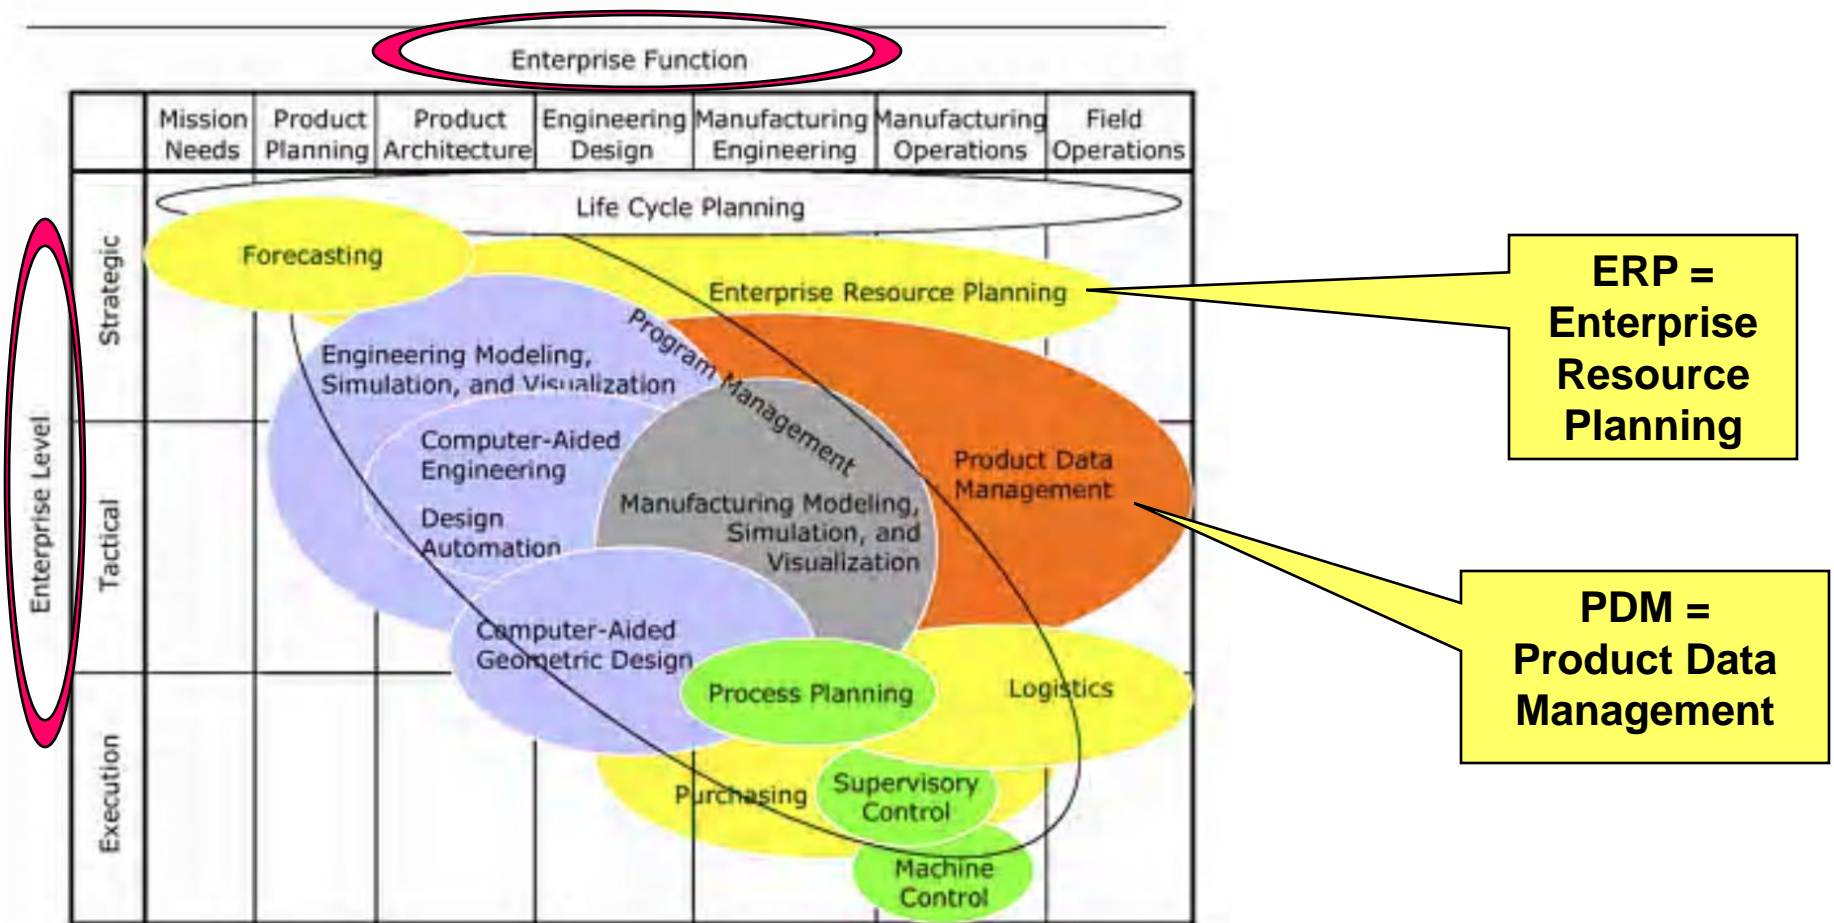 Enterprise Function
Mission
Needs
Product
Planning
Product
Architecture
Engineering
Design
Manufacturing
Engineering
Manufacturing
Operations
Field
Operations
Enterprise Level
Strategic
Tactical
Execution
Life Cycle Planning
Forecasting
Enterprise Resource Planning
Program Management
Engineering Modeling,
Simulation, and Visualization
Computer-Aided
Engineering
Design
Automation
Product Data
Management
Manufacturing Modeling,
Simulation, and
Visualization
Computer-Aided
Geometric Design
Process Planning
Logistics
Purchasing
Supervisory
Control
Machine
Control
ERP =
Enterprise
Resource
Planning
PDM =
Product Data
Management